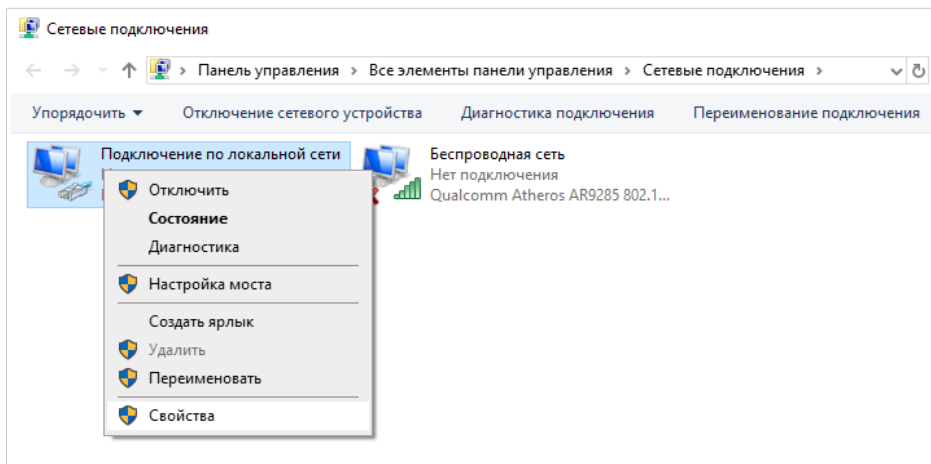 Сетевые подключения
Панель управления > Все элементы панели управления > Сетевые подключения >
Упорядочить Отключение сетевого устройства Диагностика подключения Переименование подключения
Подключение по локальной сети
Беспроводная сеть
Нет подключения
Qualcomm Atheros AR9285 802.1...
Отключить
Состояние
Диагностика
Настройка моста
Создать ярлык
Удалить
Переименовать
Свойства